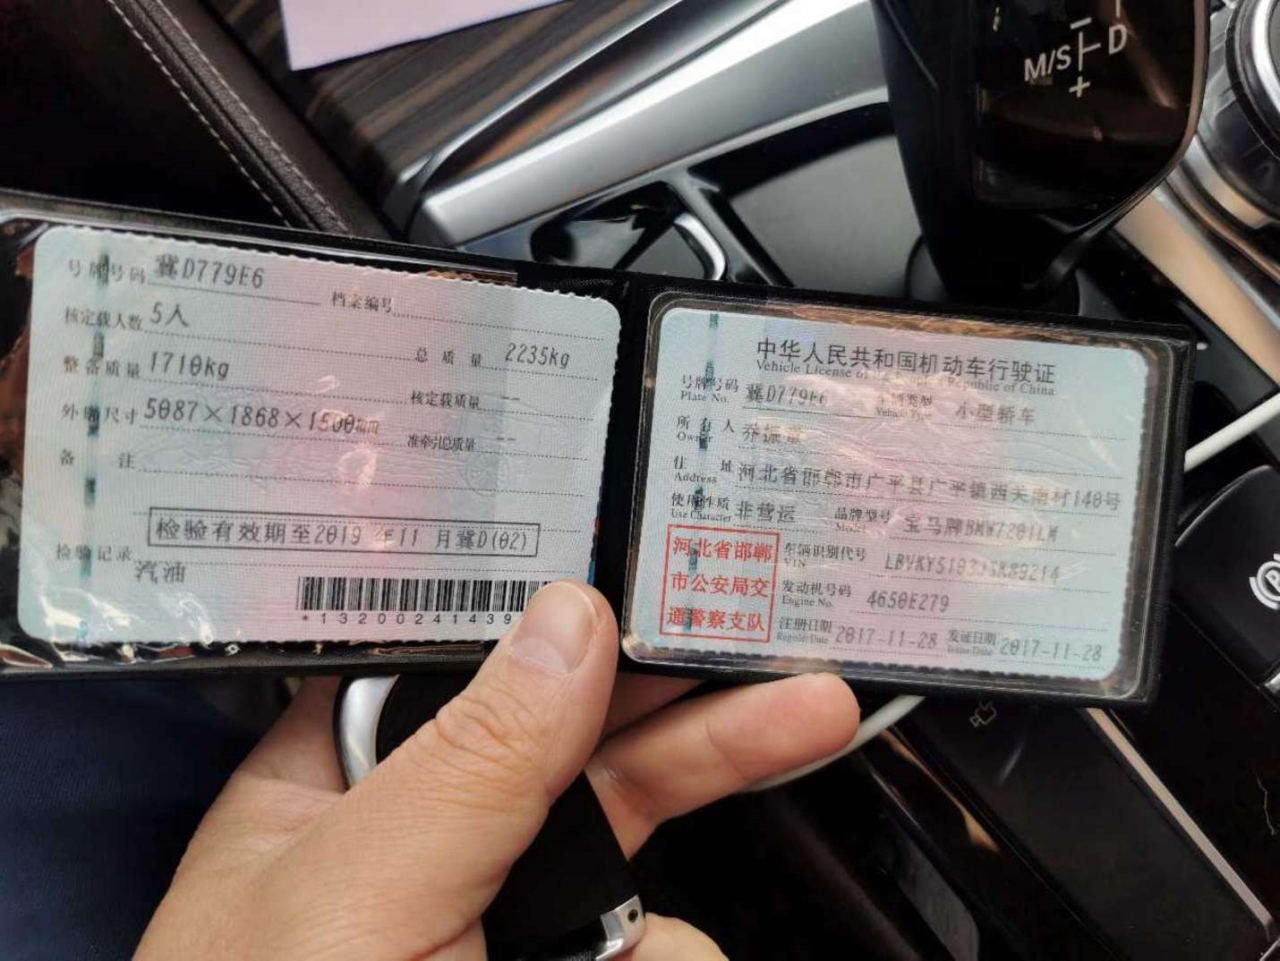 M/S
D
+
号牌号码 冀D779E6 档案编号
核定载人数 5人 总质量 2235kg
整备质量 1710kg 核定载质量 --
外廓尺寸 5087×1868×1500mm 准牵引总质量 --
备 注
检验有效期至2019 年11 月冀D(02)
检验记录
汽油
*13200241439
中华人民共和国机动车行驶证
Vehicle License of the People's Republic of China
号牌号码 冀D779E6 车辆类型 小型轿车
Plate No. Vehicle Type
所有人
Owner
住 址 河北省邯郸市广平县广平镇西关南村140号
Address
使用性质 非营运 品牌型号 宝马牌BMW7201LM
Use Character Model
河北省邯郸
市公安局交
通警察支队
车辆识别代号
VIN
发动机号码 4650E279
Engine No.
注册日期 2017-11-28 发证日期 2017-11-28
Register Date Issue Date
P